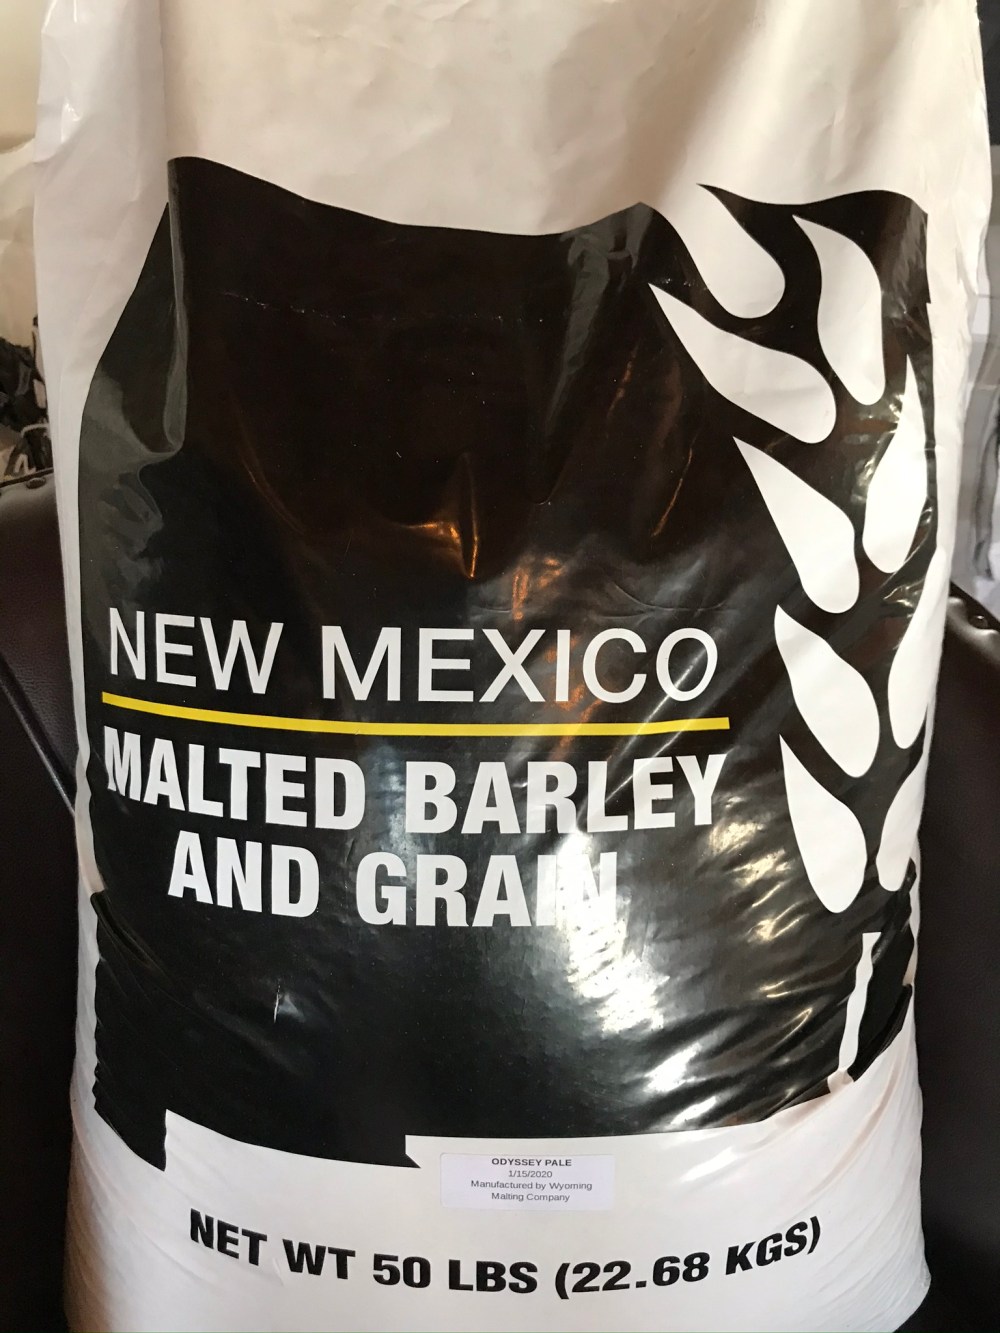 NEW MEXICO
MALTED BARLEY
AND GRAIN
ODYSSEY PALE
1/15/2020
Manufactured by Wyoming
Malting Company
NET WT 50 LBS (22.68 KGS)